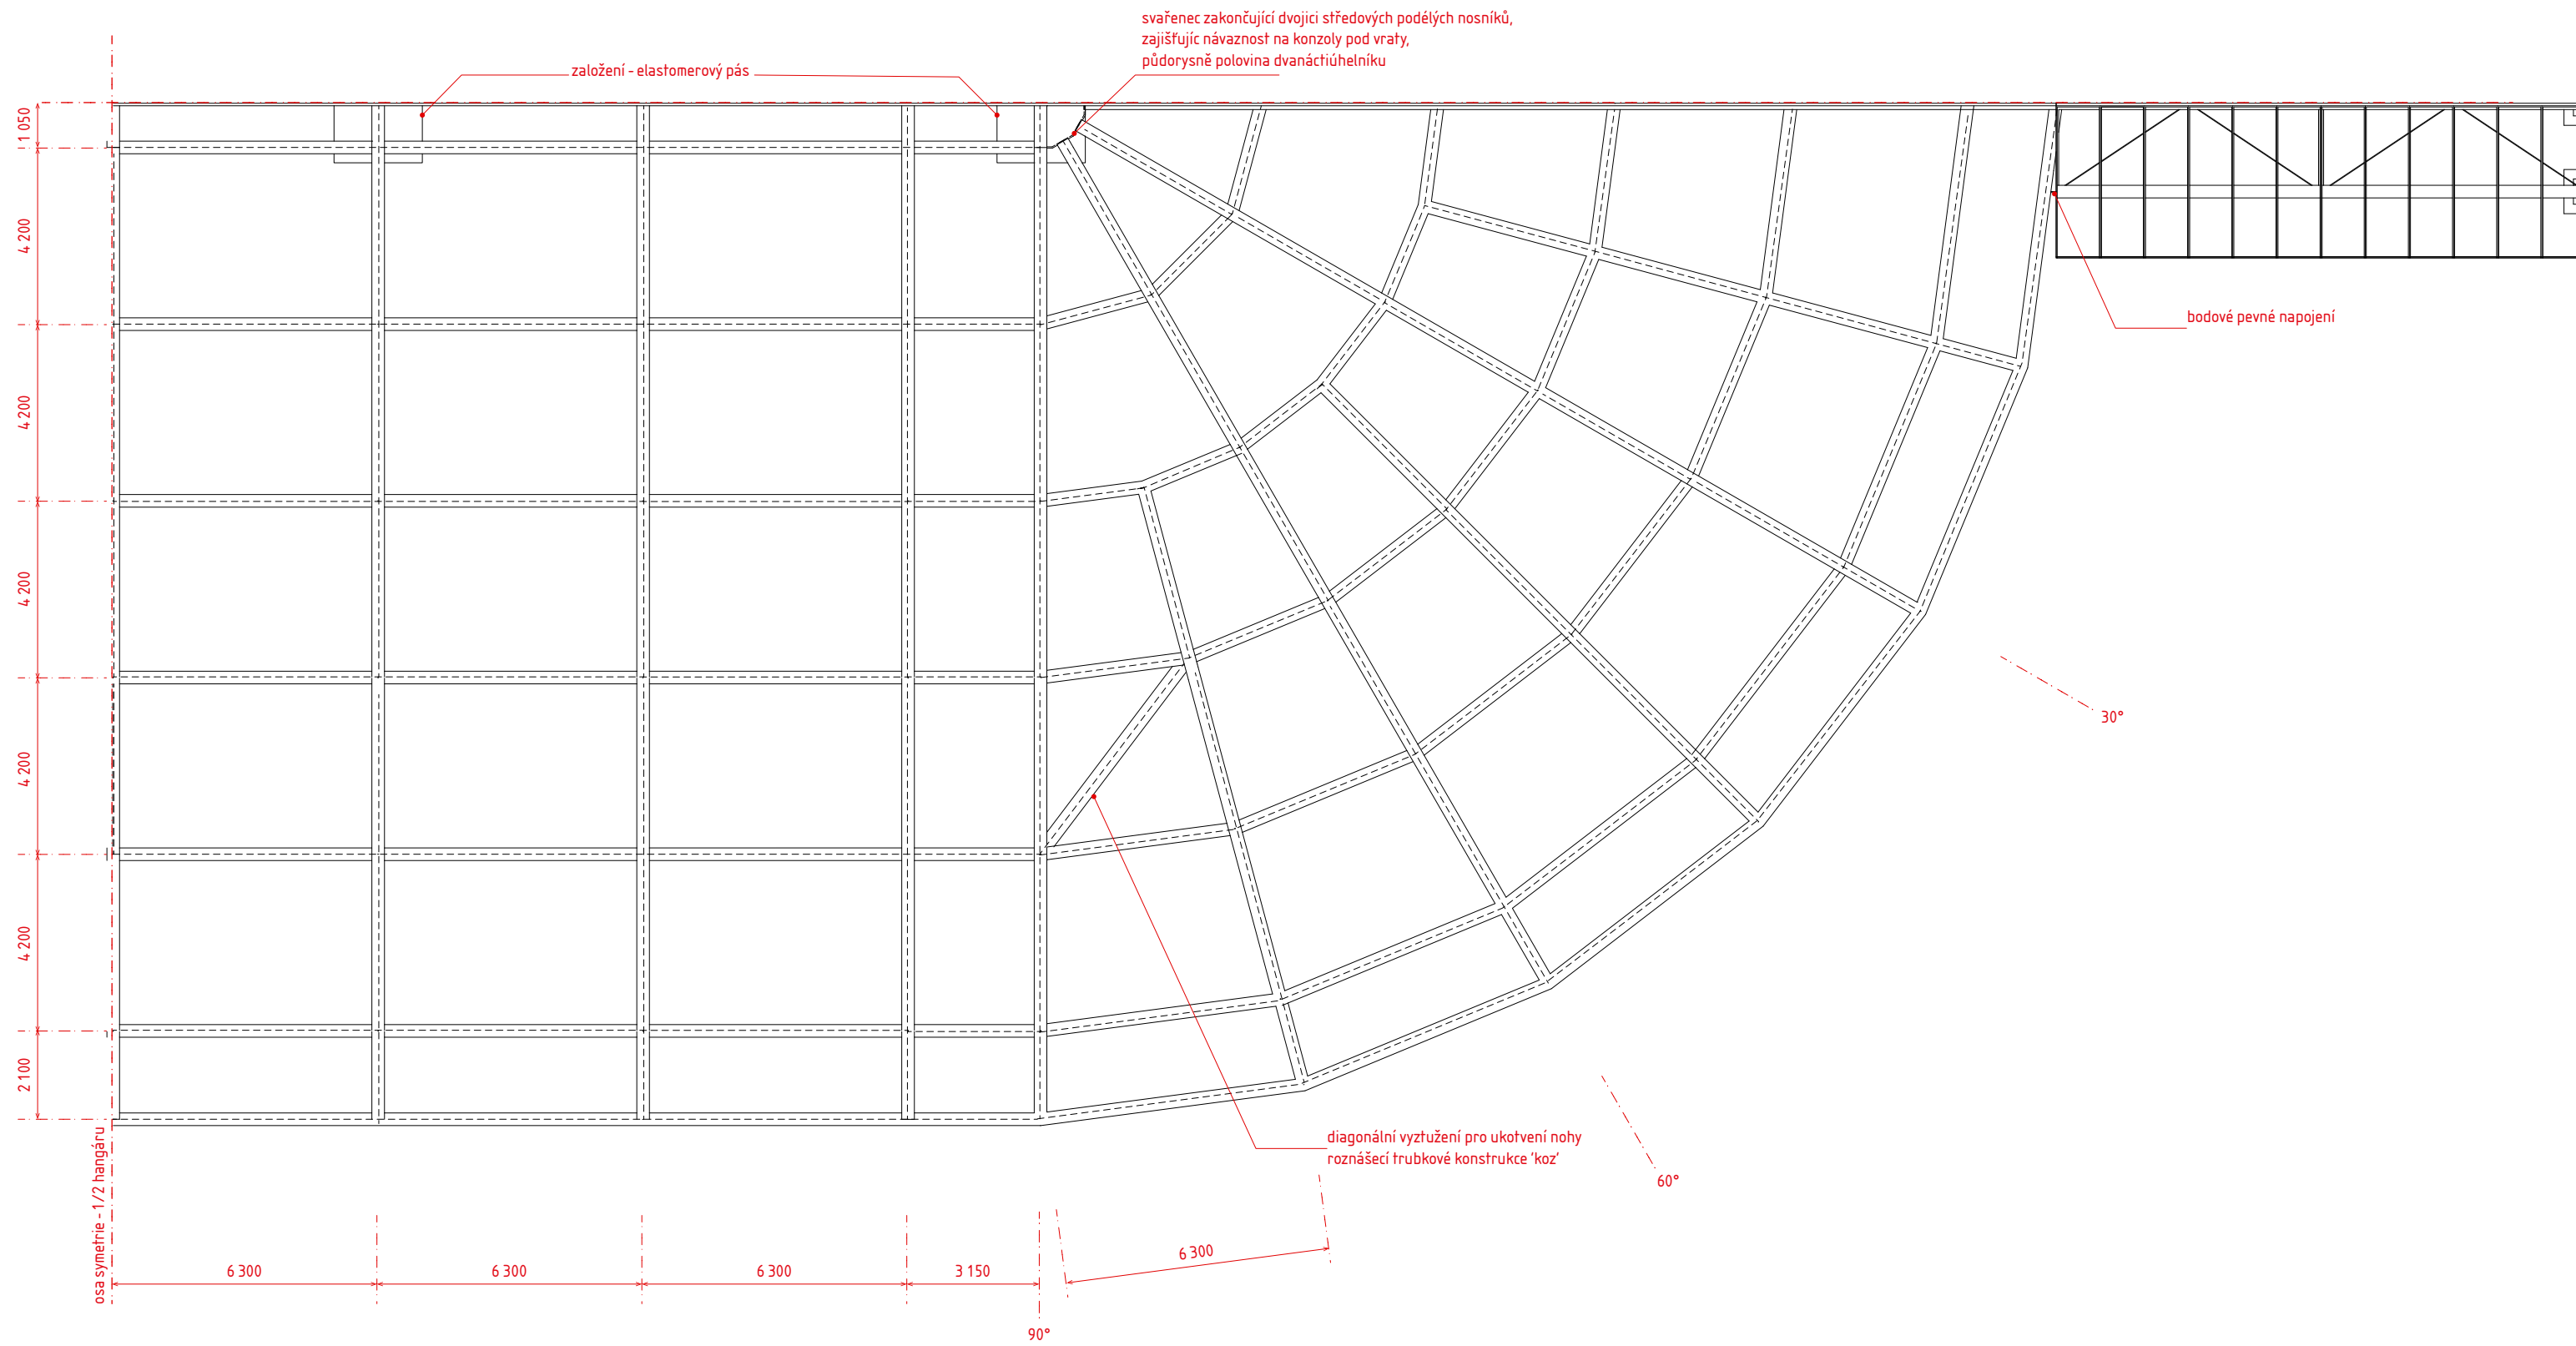 svařenec zakončující dvojici středových podélých nosníků,
zajišťujíc návaznost na konzoly pod vraty,
půdorysně polovina dvanáctiúhelníku
založení - elastomerový pás
1 050
4 200
4 200
4 200
4 200
4 200
2 100
bodové pevné napojení
30°
60°
diagonální vyztužení pro ukotvení nohy
roznášecí trubkové konstrukce 'koz'
osa symetrie - 1/2 hangáru
6 300
6 300
6 300
3 150
6 300
90°